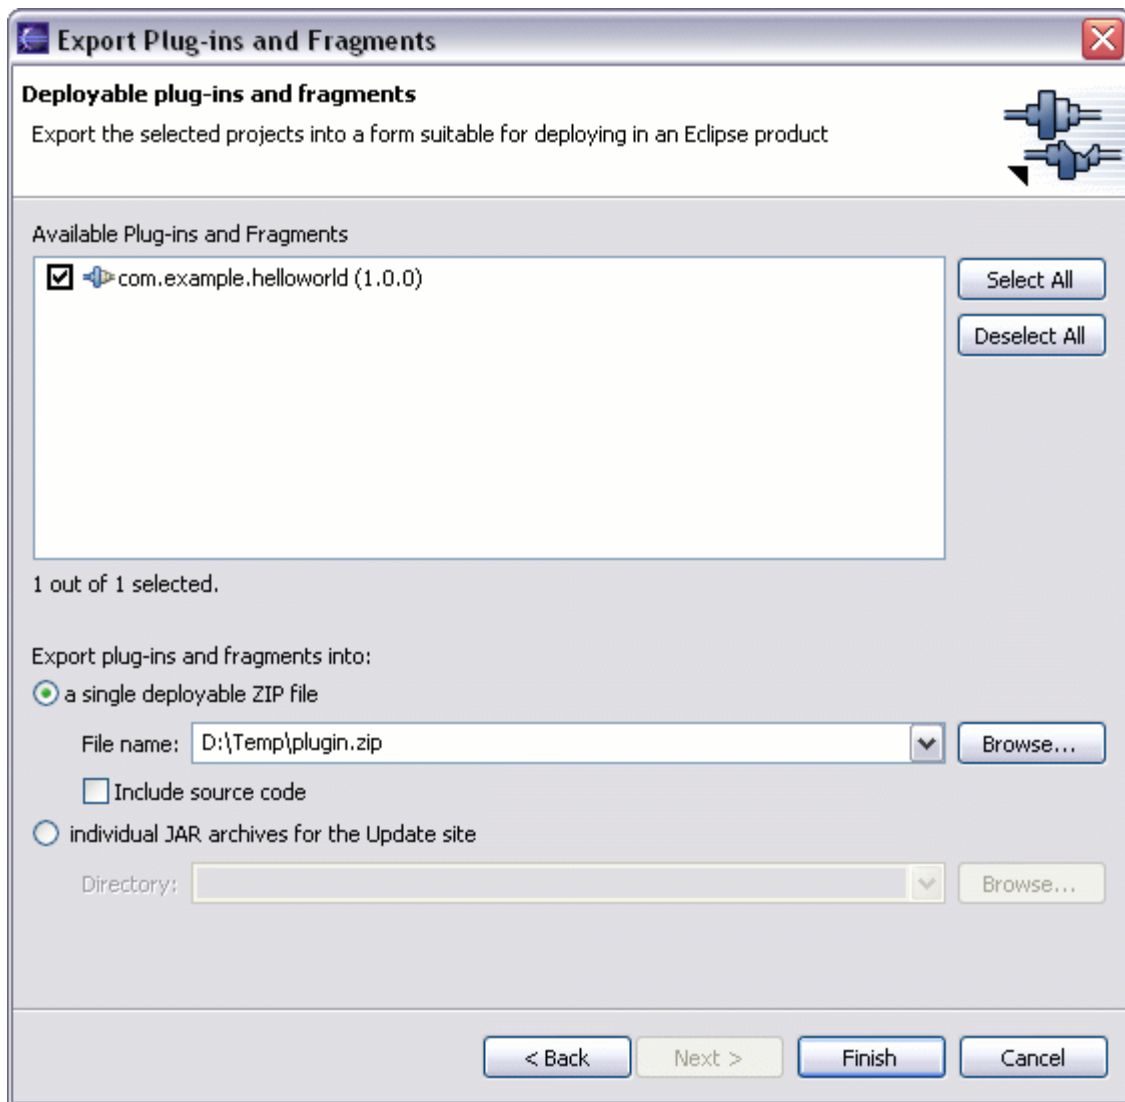 Export Plug-ins and Fragments
Deployable plug-ins and fragments
Export the selected projects into a form suitable for deploying in an Eclipse product
Available Plug-ins and Fragments
com.example.helloworld (1.0.0)
Select All
Deselect All
1 out of 1 selected.
Export plug-ins and fragments into:
a single deployable ZIP file
File name: D:\Temp\plugin.zip Browse...
Include source code
individual JAR archives for the Update site
Directory: Browse...
< Back Next > Finish Cancel